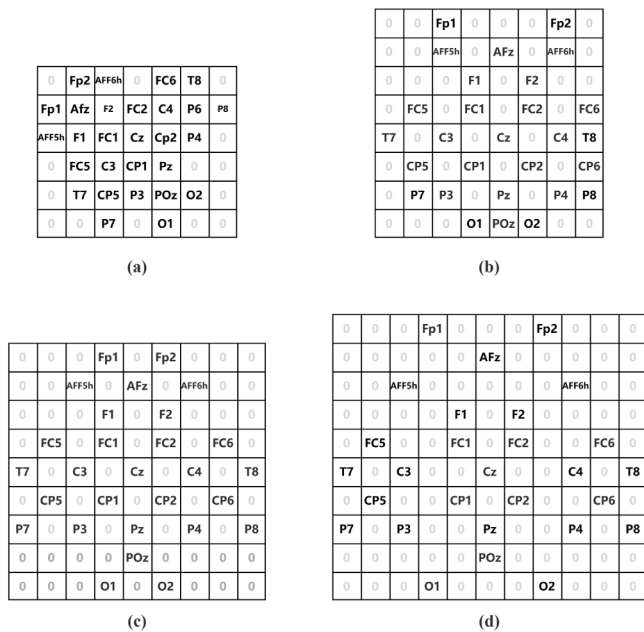 0 Fp2 AFF6h 0 FC6 T8 0
Fp1 Afz F2 FC2 C4 P6 P8
AFF5h F1 FC1 Cz Cp2 P4 0
0 FC5 C3 CP1 Pz 0 0
0 T7 CP5 P3 POz O2 0
0 0 P7 0 O1 0 0
(a)
0 0 Fp1 0 0 0 Fp2 0
0 0 AFF5h 0 AFz 0 AFF6h 0
0 0 0 F1 0 F2 0 0
0 FC5 0 FC1 0 FC2 0 FC6
T7 0 C3 0 Cz 0 C4 T8
0 CP5 0 CP1 0 CP2 0 CP6
0 P7 P3 0 Pz 0 P4 P8
0 0 0 O1 POz O2 0 0
(b)
0 0 0 Fp1 0 Fp2 0 0 0
0 0 AFF5h 0 AFz 0 AFF6h 0 0
0 0 0 F1 0 F2 0 0 0
0 FC5 0 FC1 0 FC2 0 FC6 0
T7 0 C3 0 Cz 0 C4 0 T8
0 CP5 0 CP1 0 CP2 0 CP6 0
P7 0 P3 0 Pz 0 P4 0 P8
0 0 0 0 POz 0 0 0 0
0 0 0 O1 0 O2 0 0 0
(c)
0 0 0 Fp1 0 0 0 Fp2 0 0 0
0 0 0 0 0 AFz 0 0 0 0 0
0 0 AFF5h 0 0 0 0 0 AFF6h 0 0
0 0 0 0 F1 0 F2 0 0 0 0
0 FC5 0 0 FC1 0 FC2 0 0 FC6 0
T7 0 C3 0 0 Cz 0 0 C4 0 T8
0 CP5 0 0 CP1 0 CP2 0 0 CP6 0
P7 0 P3 0 0 Pz 0 0 P4 0 P8
0 0 0 0 0 POz 0 0 0 0 0
0 0 0 O1 0 0 0 O2 0 0 0
(d)